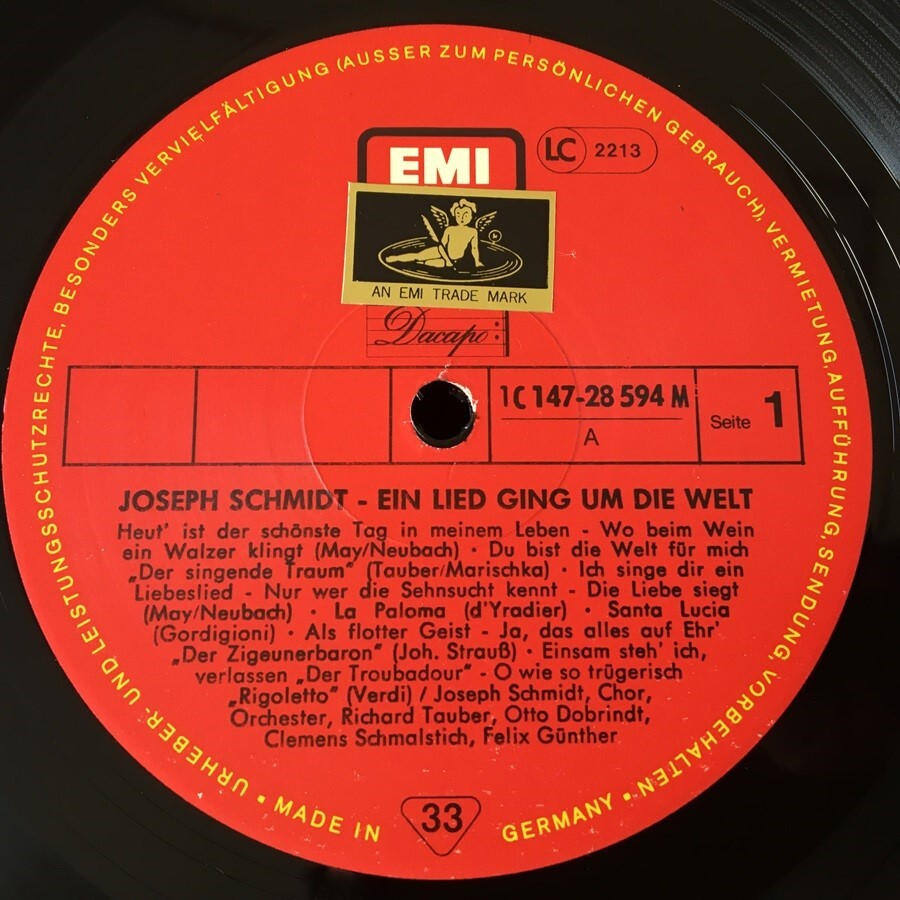 URHEBER- UND LEISTUNGSSCHUTZRECHTE, BESONDERS VERVIELFÄLTIGUNG (AUSSER ZUM PERSÖNLICHEN GEBRAUCH), VERMIETUNG, AUFFÜHRUNG, SENDUNG, VORBEHALTEN •
EMI
LC 2213
AN EMI TRADE MARK
Dacapo
1C 147-28 594 M
A
Seite 1
JOSEPH SCHMIDT - EIN LIED GING UM DIE WELT
Heut' ist der schönste Tag in meinem Leben - Wo beim Wein
ein Walzer klingt (May/Neubach) · Du bist die Welt für mich
„Der singende Traum" (Tauber/Marischka) · Ich singe dir ein
Liebeslied - Nur wer die Sehnsucht kennt - Die Liebe siegt
(May/Neubach) · La Paloma (d'Yradier) · Santa Lucia
(Gordigioni) · Als flotter Geist - Ja, das alles auf Ehr'
„Der Zigeunerbaron" (Joh. Strauß) · Einsam steh' ich,
verlassen „Der Troubadour" - O wie so trügerisch
„Rigoletto" (Verdi) / Joseph Schmidt, Chor,
Orchester, Richard Tauber, Otto Dobrindt,
Clemens Schmalstich, Felix Günther
• MADE IN GERMANY
33